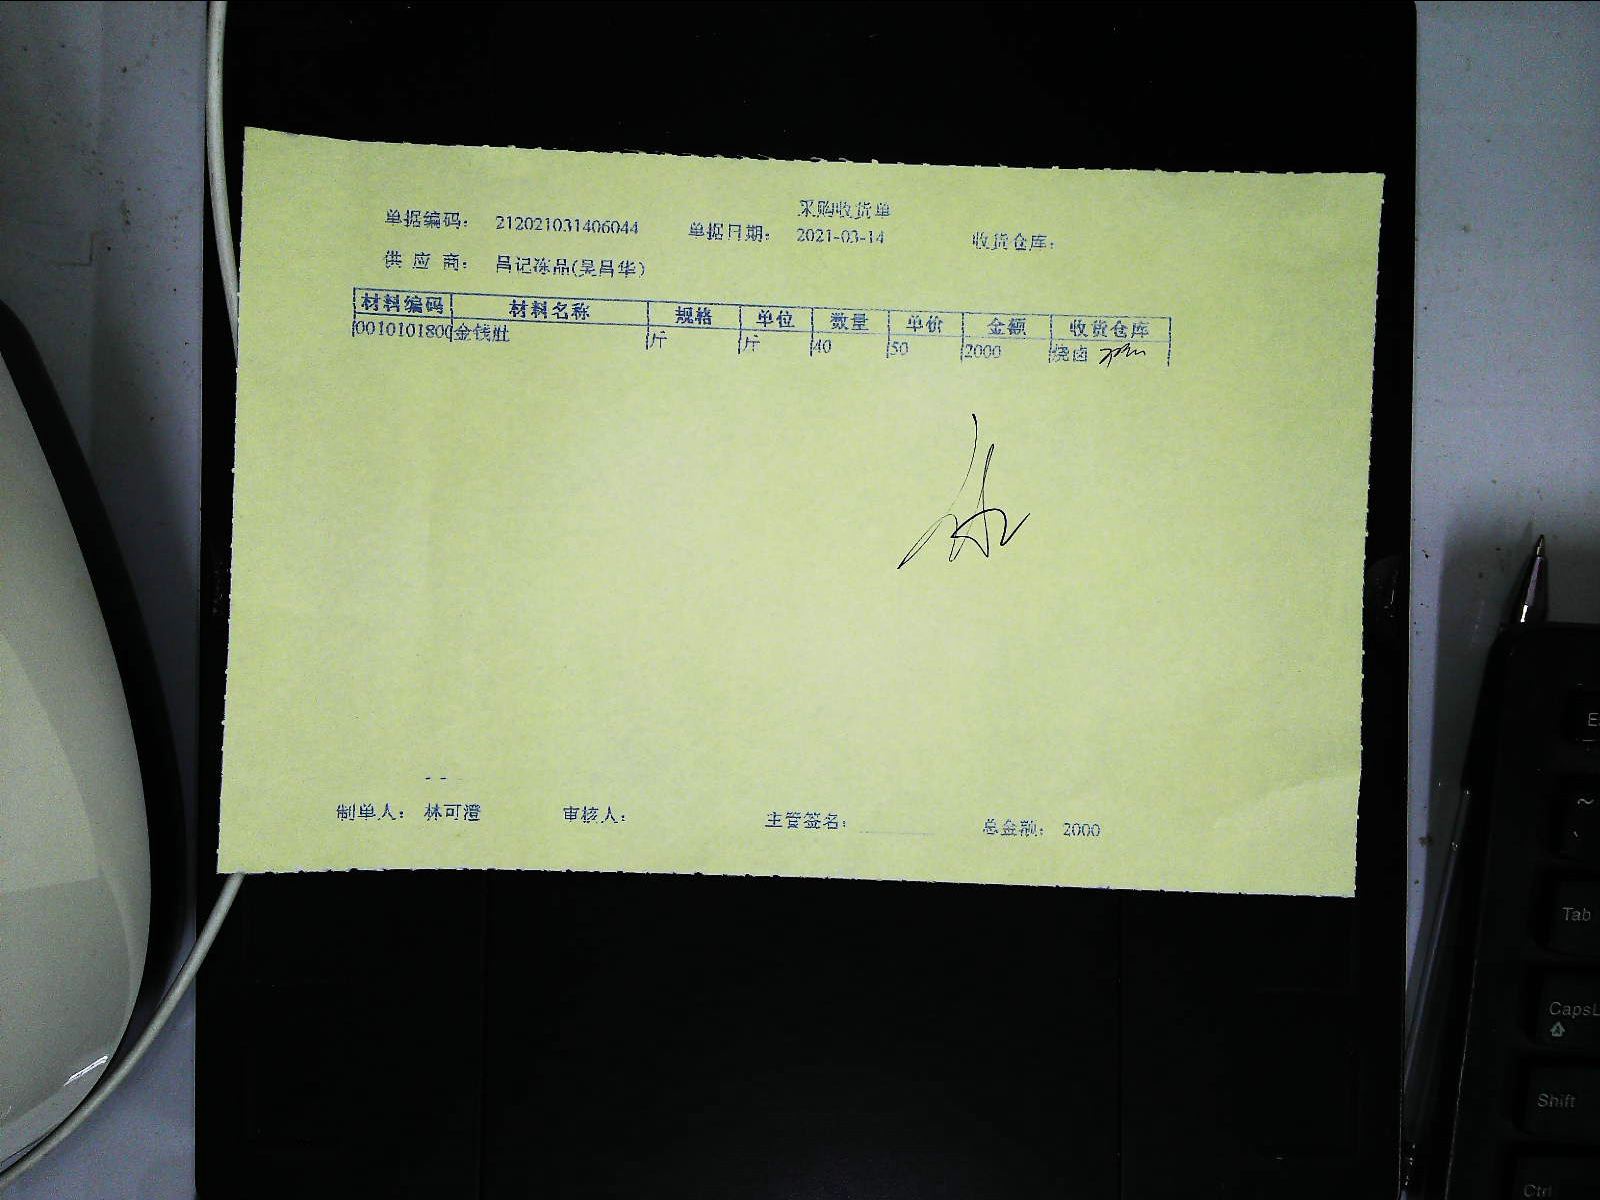 采购收货单
单据编码： 212021031406044 单据日期： 2021-03-14 收货仓库：
供 应 商： 吕记冻品(吴昌华)
材料编码 材料名称 规格 单位 数量 单价 金额 收货仓库
0010101800 金钱肚 斤 斤 40 50 2000 烧卤
制单人： 林可澄 审核人： 主管签名： 总金额： 2000
~
Tab
CapsL
Shift
Ctrl